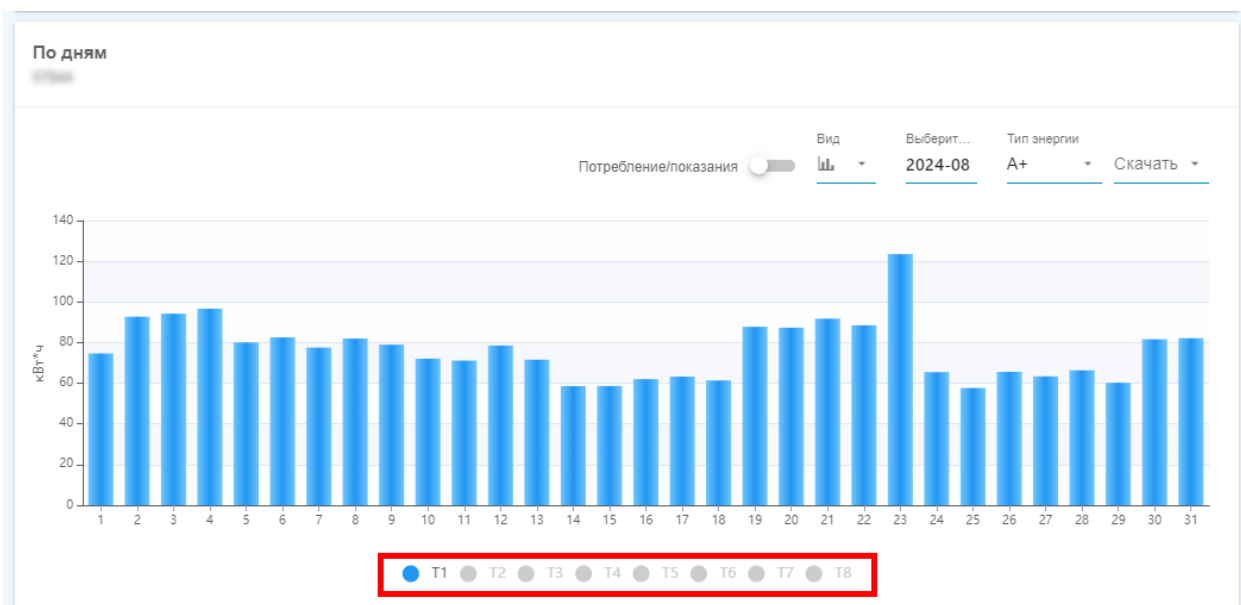 По дням
Вид Выберит... Тип энергии
Потребление/показания 2024-08 A+ Скачать
140
120
100
80
60
40
20
0
кВт*ч
1 2 3 4 5 6 7 8 9 10 11 12 13 14 15 16 17 18 19 20 21 22 23 24 25 26 27 28 29 30 31
T1 T2 T3 T4 T5 T6 T7 T8